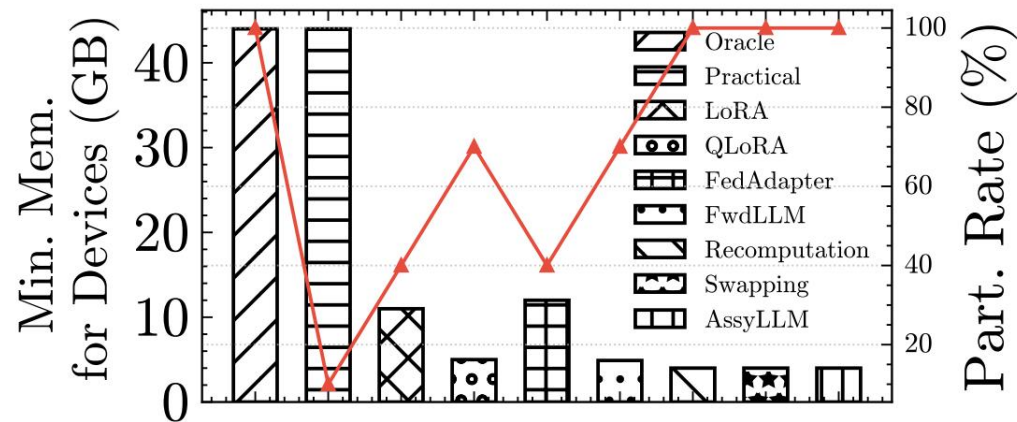 Min. Mem.
for Devices (GB)
40
30
20
10
0
Oracle
Practical
LoRA
QLoRA
FedAdapter
FwdLLM
Recomputation
Swapping
AssyLLM
100
80
60
40
20
Part. Rate (%)